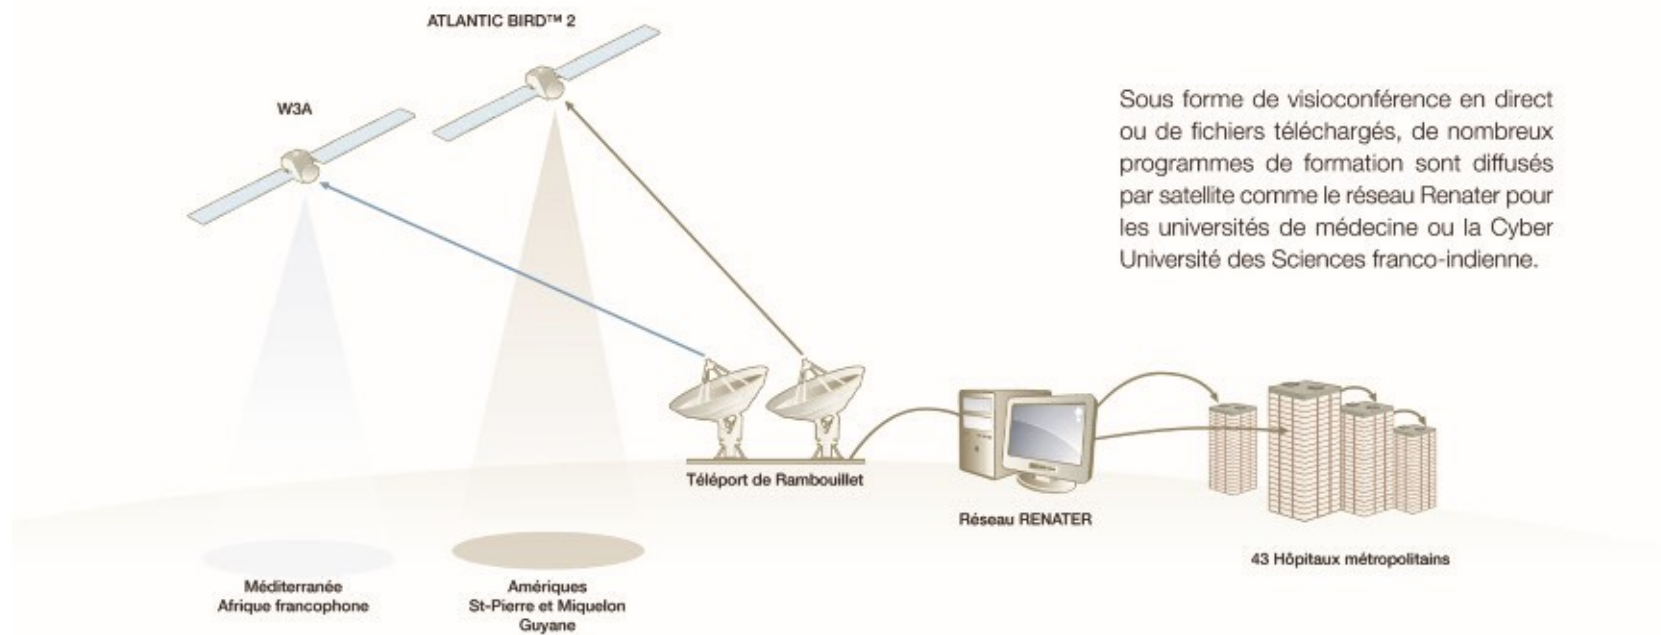 ATLANTIC BIRD™ 2
W3A
Sous forme de visioconférence en direct
ou de fichiers téléchargés, de nombreux
programmes de formation sont diffusés
par satellite comme le réseau Renater pour
les universités de médecine ou la Cyber
Université des Sciences franco-indienne.
Téléport de Rambouillet
Réseau RENATER
43 Hôpitaux métropolitains
Méditerranée
Afrique francophone
Amériques
St-Pierre et Miquelon
Guyane